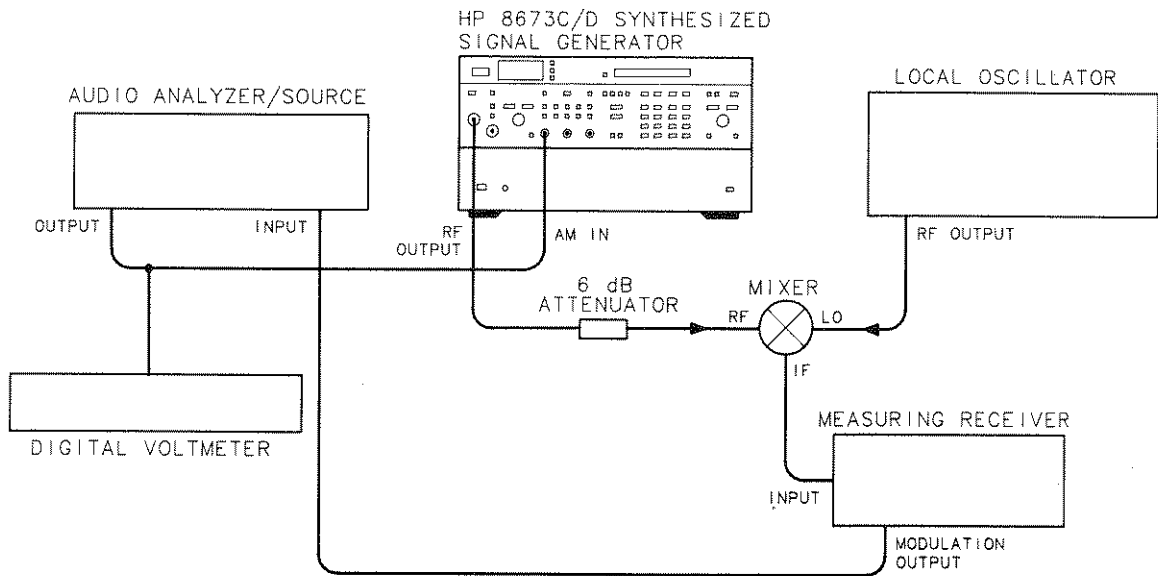 HP 8673C/D SYNTHESIZED
SIGNAL GENERATOR
LOCAL OSCILLATOR
AUDIO ANALYZER/SOURCE
OUTPUT
INPUT
RF
OUTPUT
AM IN
RF OUTPUT
6 dB
ATTENUATOR
MIXER
RF
LO
IF
DIGITAL VOLTMETER
MEASURING RECEIVER
INPUT
MODULATION
OUTPUT